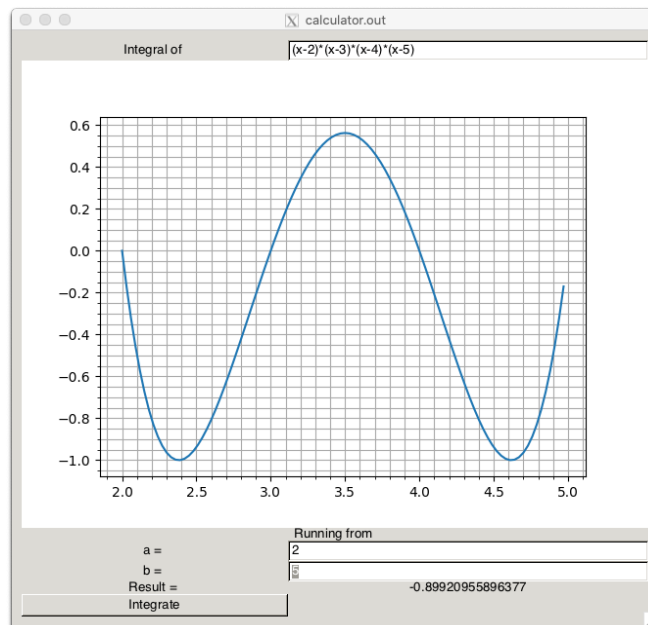 calculator.out
Integral of (x-2)*(x-3)*(x-4)*(x-5)
0.6
0.4
0.2
0.0
−0.2
−0.4
−0.6
−0.8
−1.0
2.0 2.5 3.0 3.5 4.0 4.5 5.0
Running from
a = 2
b = 5
Result = -0.89920955896377
Integrate